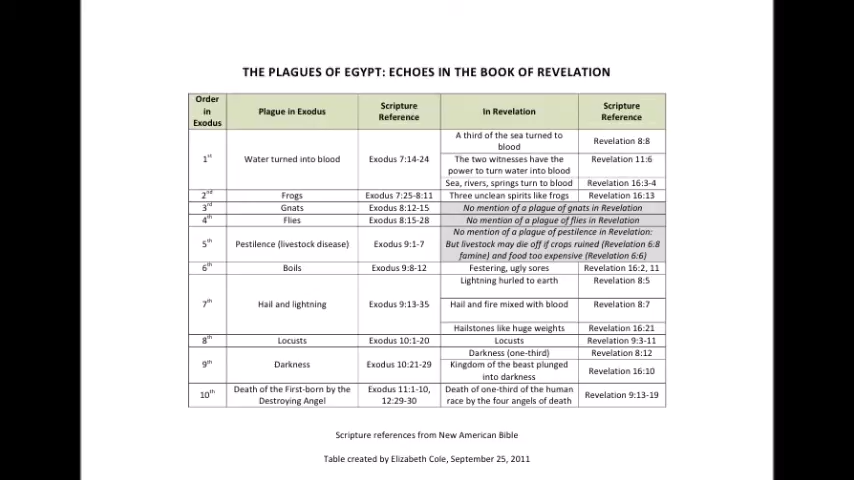 THE PLAGUES OF EGYPT: ECHOES IN THE BOOK OF REVELATION
Order in Exodus Plague in Exodus Scripture Reference In Revelation Scripture Reference
1st Water turned into blood Exodus 7:14-24
A third of the sea turned to blood Revelation 8:8
The two witnesses have the power to turn water into blood Revelation 11:6
Sea, rivers, springs turn to blood Revelation 16:3-4
2nd Frogs Exodus 7:25-8:11 Three unclean spirits like frogs Revelation 16:13
3rd Gnats Exodus 8:12-15 No mention of a plague of gnats in Revelation
4th Flies Exodus 8:15-28 No mention of a plague of flies in Revelation
5th Pestilence (livestock disease) Exodus 9:1-7
No mention of a plague of pestilence in Revelation:
But livestock may die off if crops ruined (Revelation 6:8
famine) and food too expensive (Revelation 6:6)
6th Boils Exodus 9:8-12 Festering, ugly sores Revelation 16:2, 11
7th Hail and lightning Exodus 9:13-35
Lightning hurled to earth Revelation 8:5
Hail and fire mixed with blood Revelation 8:7
Hailstones like huge weights Revelation 16:21
8th Locusts Exodus 10:1-20 Locusts Revelation 9:3-11
9th Darkness Exodus 10:21-29
Darkness (one-third) Revelation 8:12
Kingdom of the beast plunged into darkness Revelation 16:10
10th Death of the First-born by the Destroying Angel Exodus 11:1-10, 12:29-30 Death of one-third of the human race by the four angels of death Revelation 9:13-19
Scripture references from New American Bible
Table created by Elizabeth Cole, September 25, 2011